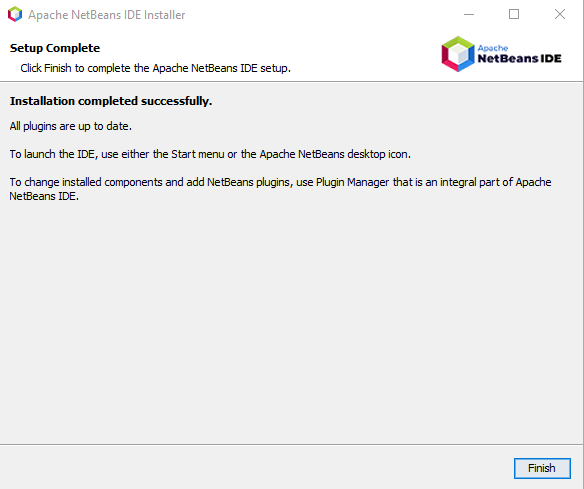 Apache NetBeans IDE Installer
Setup Complete
Click Finish to complete the Apache NetBeans IDE setup.
Apache
NetBeans IDE
Installation completed successfully.
All plugins are up to date.
To launch the IDE, use either the Start menu or the Apache NetBeans desktop icon.
To change installed components and add NetBeans plugins, use Plugin Manager that is an integral part of Apache
NetBeans IDE.
Finish